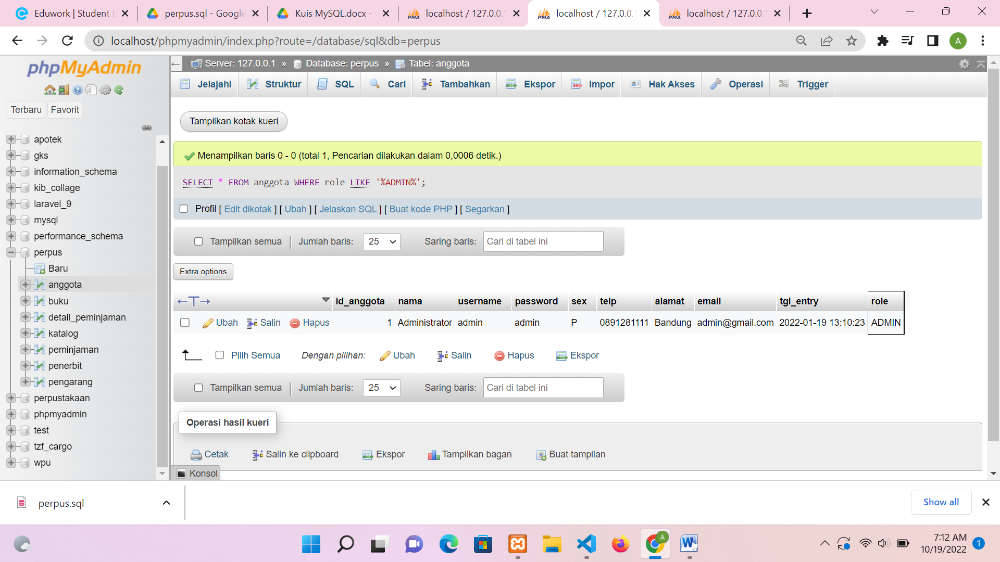 Eduwork | Student
perpus.sql - Google
Kuis MySQL.docx -
localhost / 127.0.0.1
localhost / 127.0.0.1
localhost / 127.0.0.1
localhost/phpmyadmin/index.php?route=/database/sql&db=perpus
A
phpMyAdmin
Terbaru Favorit
apotek
gks
information_schema
kib_collage
laravel_9
mysql
performance_schema
perpus
Baru
anggota
buku
detail_peminjaman
katalog
peminjaman
penerbit
pengarang
perpustakaan
phpmyadmin
test
tzf_cargo
wpu
Server: 127.0.0.1 » Database: perpus » Tabel: anggota
Jelajahi Struktur SQL Cari Tambahkan Ekspor Impor Hak Akses Operasi Trigger
Tampilkan kotak kueri
Menampilkan baris 0 - 0 (total 1, Pencarian dilakukan dalam 0,0006 detik.)
SELECT * FROM anggota WHERE role LIKE '%ADMIN%';
Profil [ Edit dikotak ] [ Ubah ] [ Jelaskan SQL ] [ Buat kode PHP ] [ Segarkan ]
Tampilkan semua | Jumlah baris: 25 Saring baris: Cari di tabel ini
Extra options
←T→ id_anggota nama username password sex telp alamat email tgl_entry role
Ubah Salin Hapus 1 Administrator admin admin P 0891281111 Bandung admin@gmail.com 2022-01-19 13:10:23 ADMIN
Pilih Semua Dengan pilihan: Ubah Salin Hapus Ekspor
Tampilkan semua | Jumlah baris: 25 Saring baris: Cari di tabel ini
Operasi hasil kueri
Cetak Salin ke clipboard Ekspor Tampilkan bagan Buat tampilan
Konsol
perpus.sql
Show all
7:12 AM
10/19/2022
1